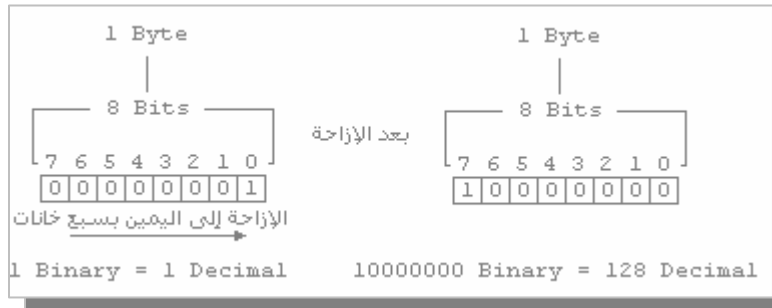 1 Byte
8 Bits
7 6 5 4 3 2 1 0
0 0 0 0 0 0 0 1
الإزاحة إلى اليمين بسبع خانات
1 Binary = 1 Decimal
بعد الإزاحة
1 Byte
8 Bits
7 6 5 4 3 2 1 0
1 0 0 0 0 0 0 0
10000000 Binary = 128 Decimal